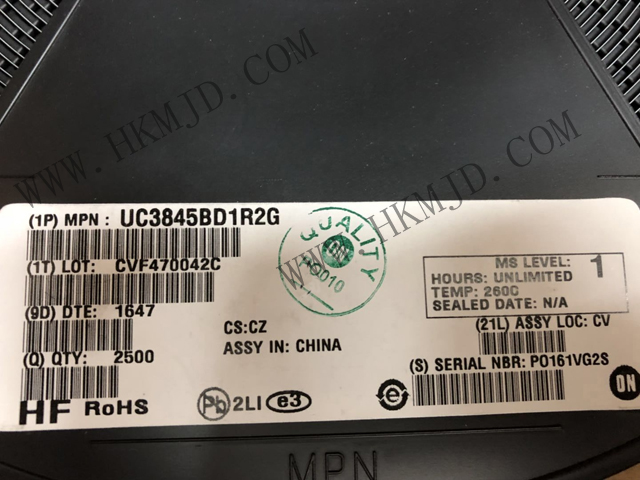 WWW.HKMJD.COM
WWW.HKMJD.COM
(1P) MPN : UC3845BD1R2G
(1T) LOT: CVF470042C
(9D) DTE: 1647
(Q) QTY: 2500
HF RoHS
CS:CZ
ASSY IN: CHINA
Pb 2LI e3
QUALITY
ON
MS LEVEL: 1
HOURS: UNLIMITED
TEMP: 260C
SEALED DATE: N/A
(21L) ASSY LOC: CV
(S) SERIAL NBR: PO161VG2S
e
ON
MPN